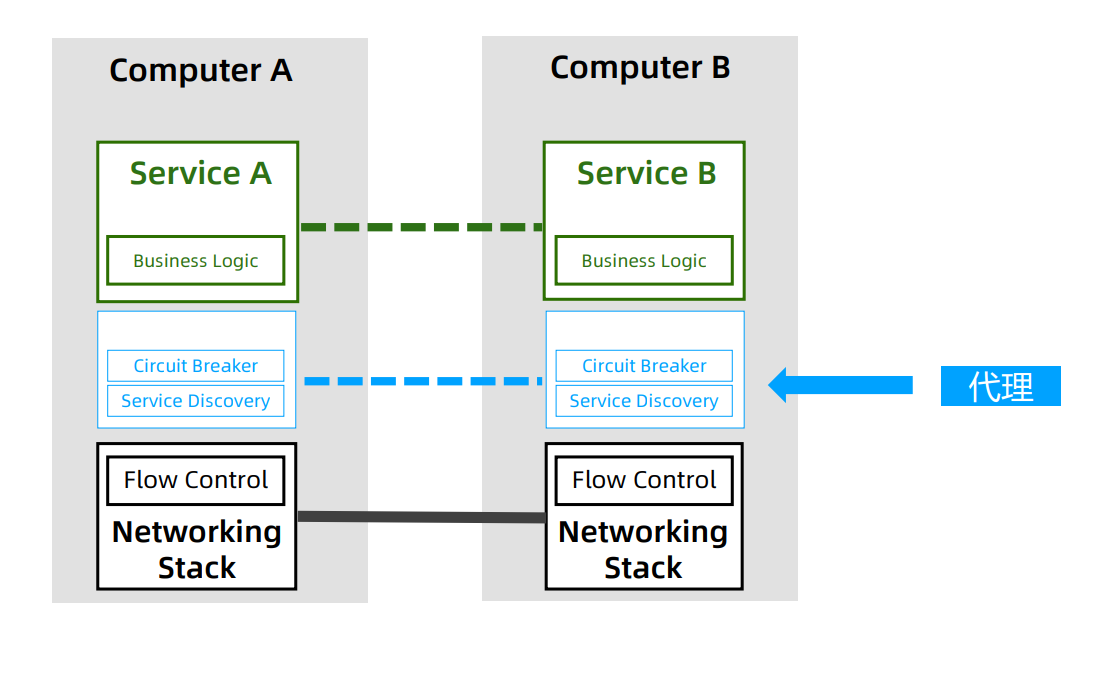 Computer A
Service A
Business Logic
Circuit Breaker
Service Discovery
Flow Control
Networking
Stack
Computer B
Service B
Business Logic
Circuit Breaker
Service Discovery
Flow Control
Networking
Stack
代理